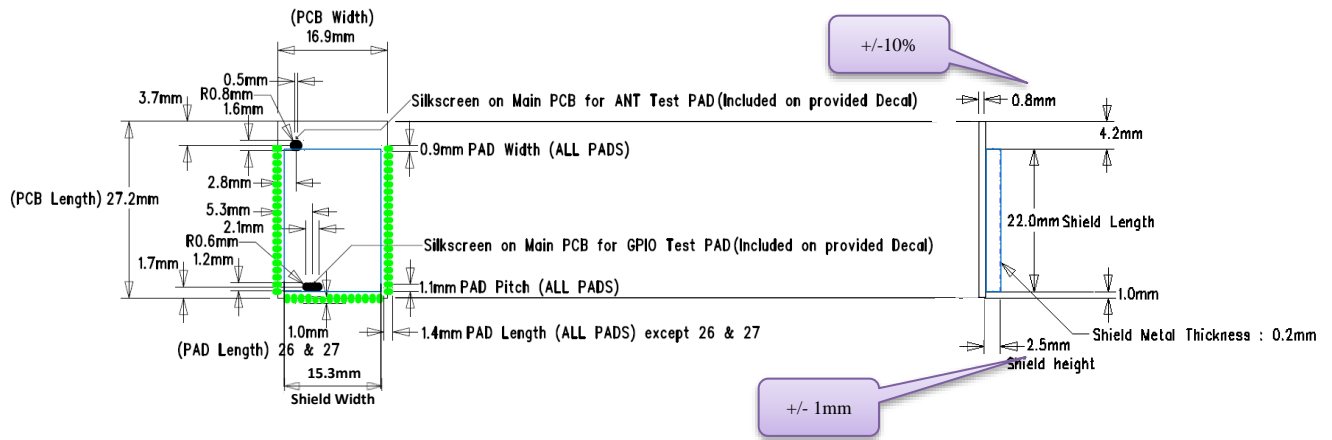 (PCB Width)
16.9mm
+/-10%
0.5mm
R0.8mm
3.7mm
1.6mm
Silkscreen on Main PCB for ANT Test PAD(Included on provided Decal)
0.8mm
4.2mm
0.9mm PAD Width (ALL PADS)
2.8mm
(PCB Length) 27.2mm
5.3mm
2.1mm
22.0mm Shield Length
R0.6mm
Silkscreen on Main PCB for GPIO Test PAD(Included on provided Decal)
1.7mm
1.2mm
1.1mm PAD Pitch (ALL PADS)
1.0mm
1.0mm
1.4mm PAD Length (ALL PADS) except 26 & 27
(PAD Length) 26 & 27
Shield Metal Thickness : 0.2mm
2.5mm
Shield height
15.3mm
Shield Width
+/- 1mm